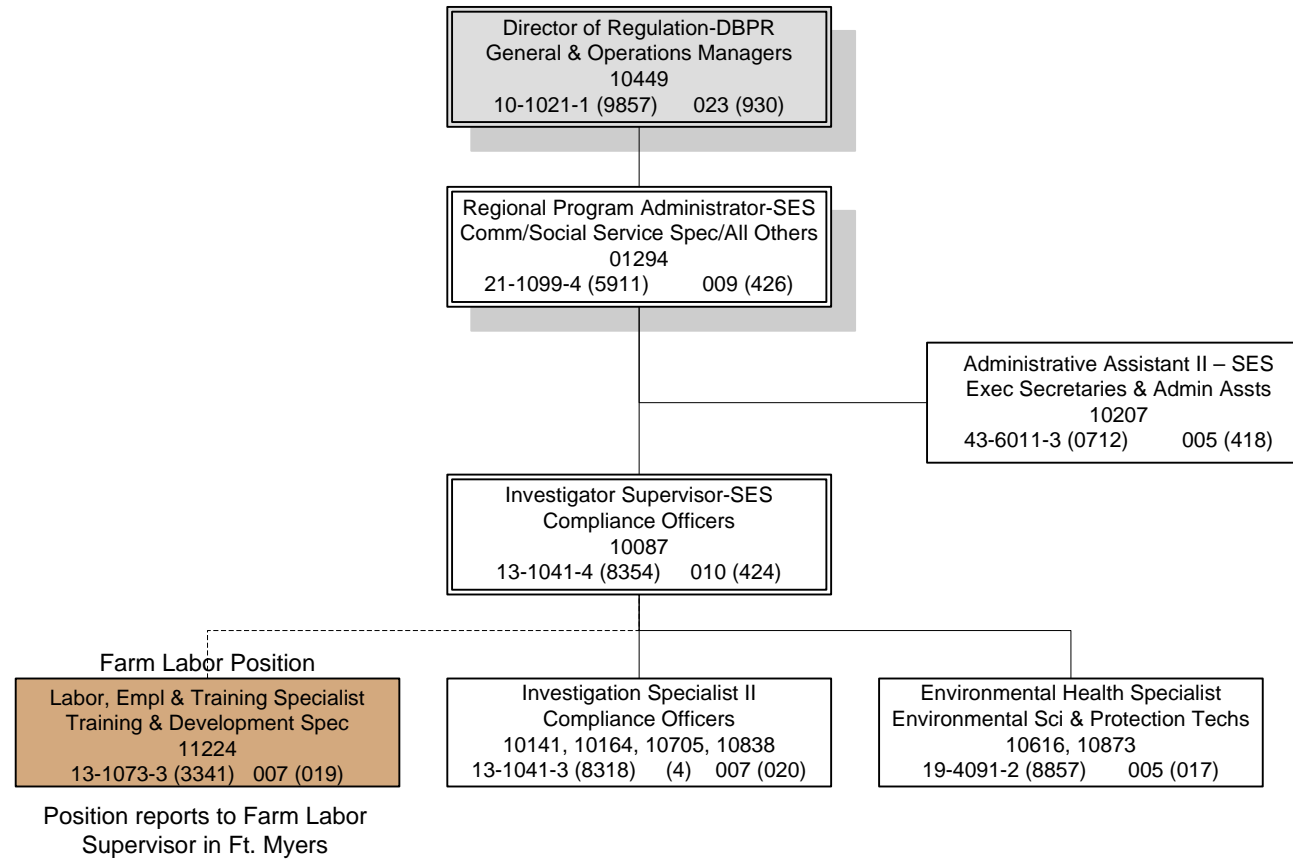 Director of Regulation-DBPR
General & Operations Managers
10449
10-1021-1 (9857) 023 (930)
Regional Program Administrator-SES
Comm/Social Service Spec/All Others
01294
21-1099-4 (5911) 009 (426)
Administrative Assistant II – SES
Exec Secretaries & Admin Assts
10207
43-6011-3 (0712) 005 (418)
Investigator Supervisor-SES
Compliance Officers
10087
13-1041-4 (8354) 010 (424)
Farm Labor Position
Labor, Empl & Training Specialist
Training & Development Spec
11224
13-1073-3 (3341) 007 (019)
Position reports to Farm Labor
Supervisor in Ft. Myers
Investigation Specialist II
Compliance Officers
10141, 10164, 10705, 10838
13-1041-3 (8318) (4) 007 (020)
Environmental Health Specialist
Environmental Sci & Protection Techs
10616, 10873
19-4091-2 (8857) 005 (017)